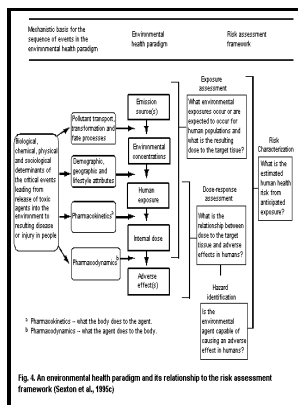 Mechanistic basis for the
sequence of events in the
environmental health paradigm
Environmental
health paradigm
Risk assessment
framework
Biological,
chemical, physical
and sociological
determinants of
the critical events
leading from
release of toxic
agents into the
environment to
resulting disease
or injury in people
Pollutant transport,
transformation and
fate processes
Demographic,
geographic and
lifestyle attributes
Pharmacokinetics a
Pharmacodynamics b
Emission
source(s)
Environmental
concentrations
Human
exposure
Internal dose
Adverse
effect(s)
Exposure
assessment
What environmental
exposures occur or are
expected to occur for
human populations and
what is the resulting
dose to the target tissue?
Dose-response
assessment
What is the
relationship between
dose to the target
tissue and adverse
effects in humans?
Hazard
identification
Is the
environmental
agent capable of
causing an adverse
effect in humans?
Risk
Characterization
What is the
estimated
human health
risk from
anticipated
exposure?
a Pharmacokinetics -- what the body does to the agent.
b Pharmacodynamics -- what the agent does to the body.
Fig. 4. An environmental health paradigm and its relationship to the risk assessment
framework (Sexton et al., 1995c)